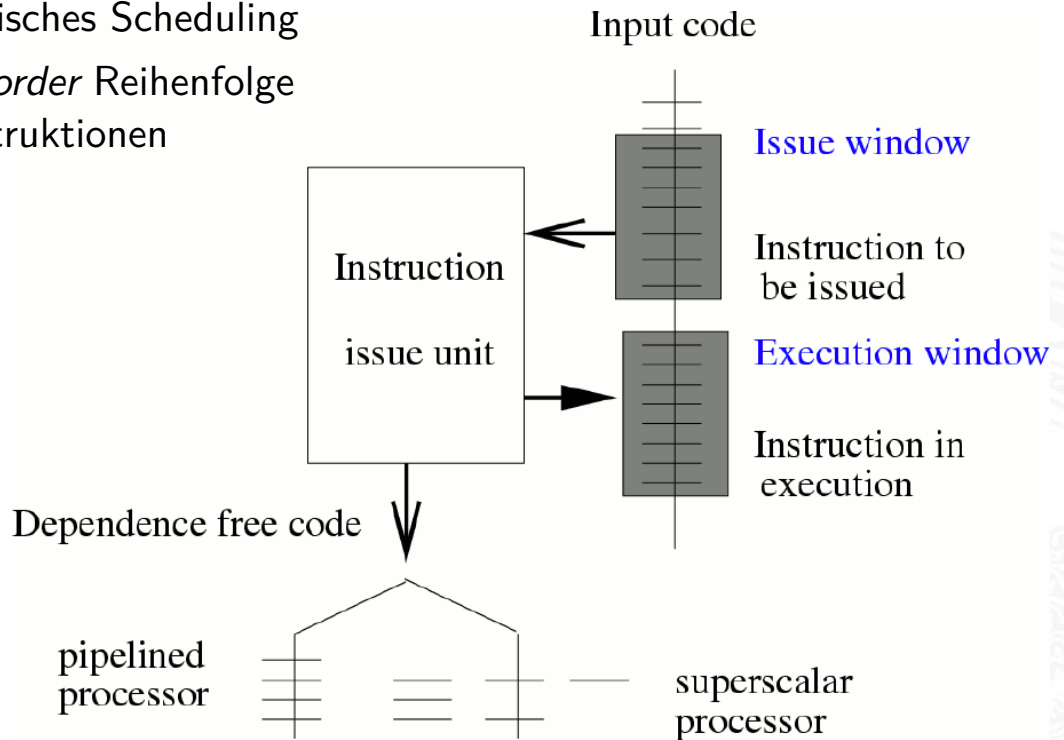 isches Scheduling
order Reihenfolge
truktionen
Input code
Issue window
Instruction to
be issued
Instruction
issue unit
Execution window
Instruction in
execution
Dependence free code
pipelined
processor
superscalar
processor